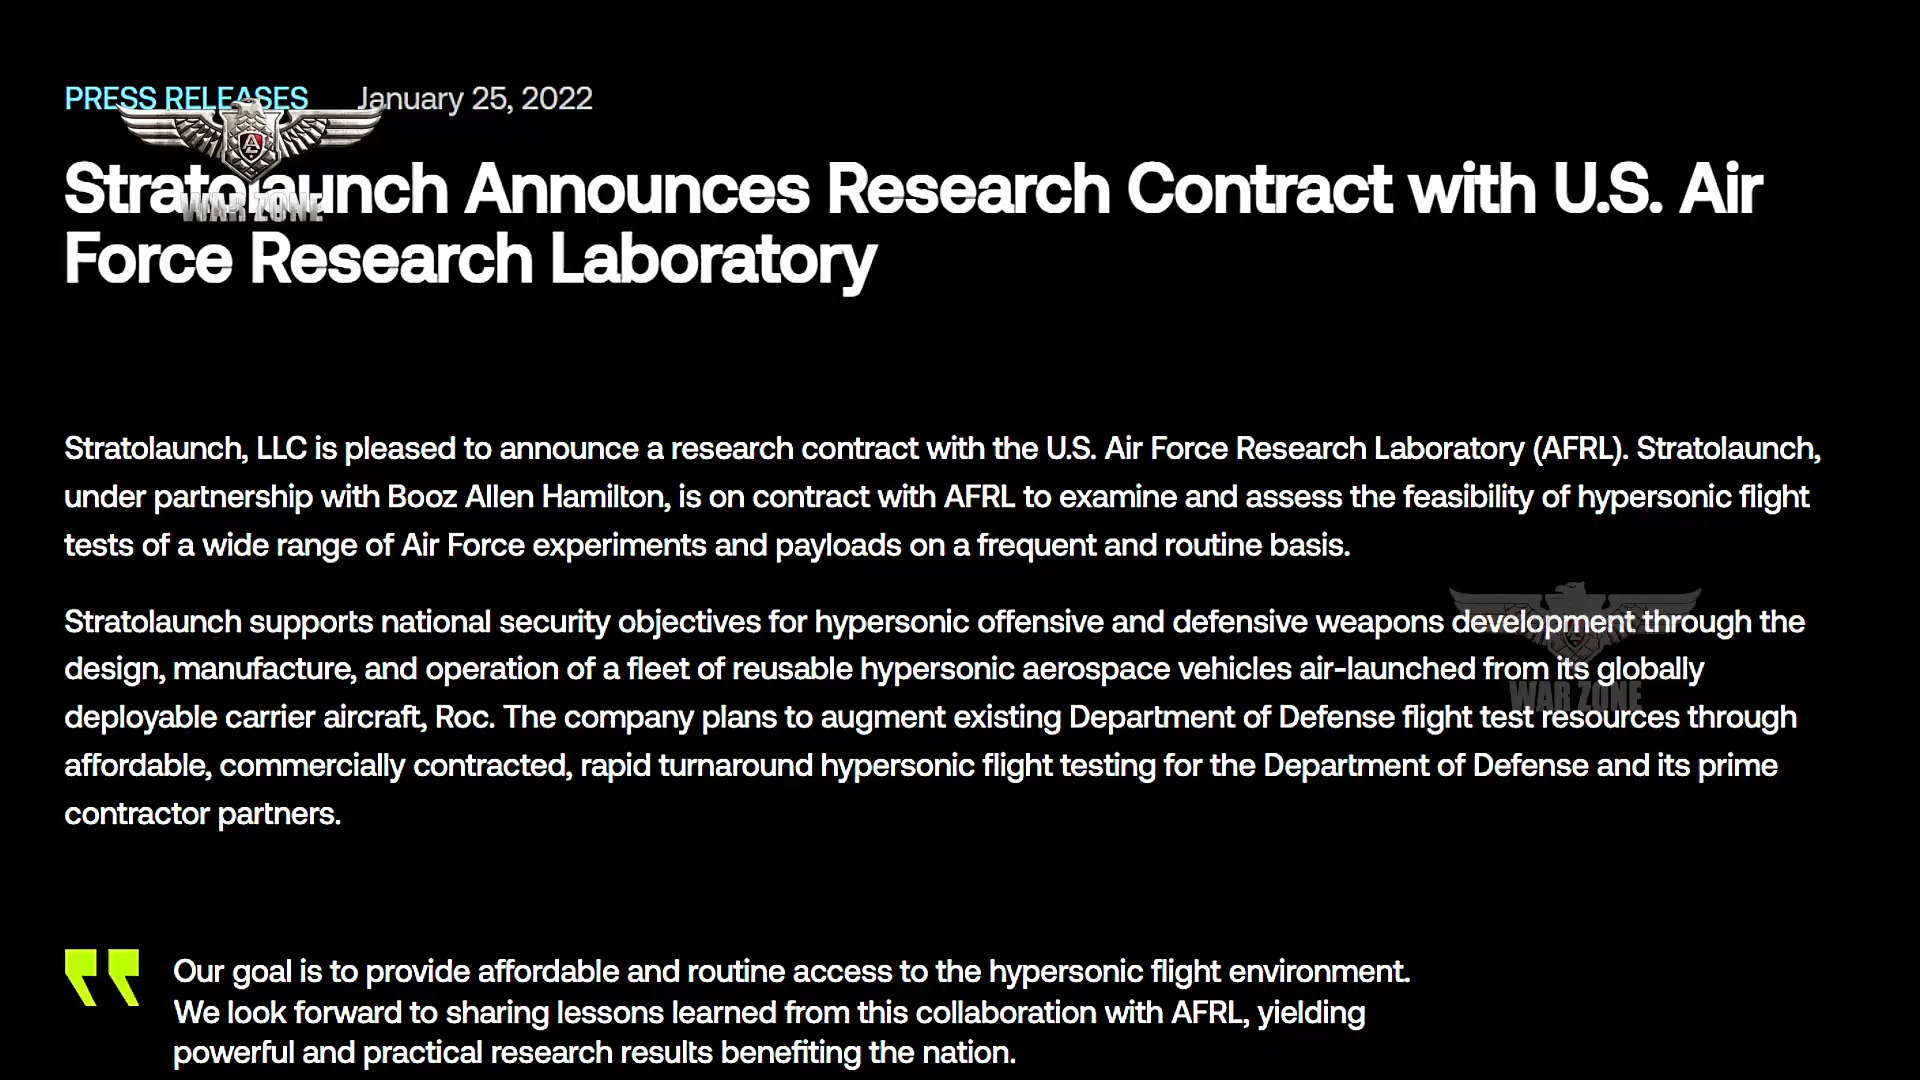 PRESS RELEASES January 25, 2022
WAR ZONE
Stratolaunch Announces Research Contract with U.S. Air
Force Research Laboratory
Stratolaunch, LLC is pleased to announce a research contract with the U.S. Air Force Research Laboratory (AFRL). Stratolaunch,
under partnership with Booz Allen Hamilton, is on contract with AFRL to examine and assess the feasibility of hypersonic flight
tests of a wide range of Air Force experiments and payloads on a frequent and routine basis.
Stratolaunch supports national security objectives for hypersonic offensive and defensive weapons development through the
design, manufacture, and operation of a fleet of reusable hypersonic aerospace vehicles air-launched from its globally
deployable carrier aircraft, Roc. The company plans to augment existing Department of Defense flight test resources through
affordable, commercially contracted, rapid turnaround hypersonic flight testing for the Department of Defense and its prime
contractor partners.
WAR ZONE
Our goal is to provide affordable and routine access to the hypersonic flight environment.
We look forward to sharing lessons learned from this collaboration with AFRL, yielding
powerful and practical research results benefiting the nation.